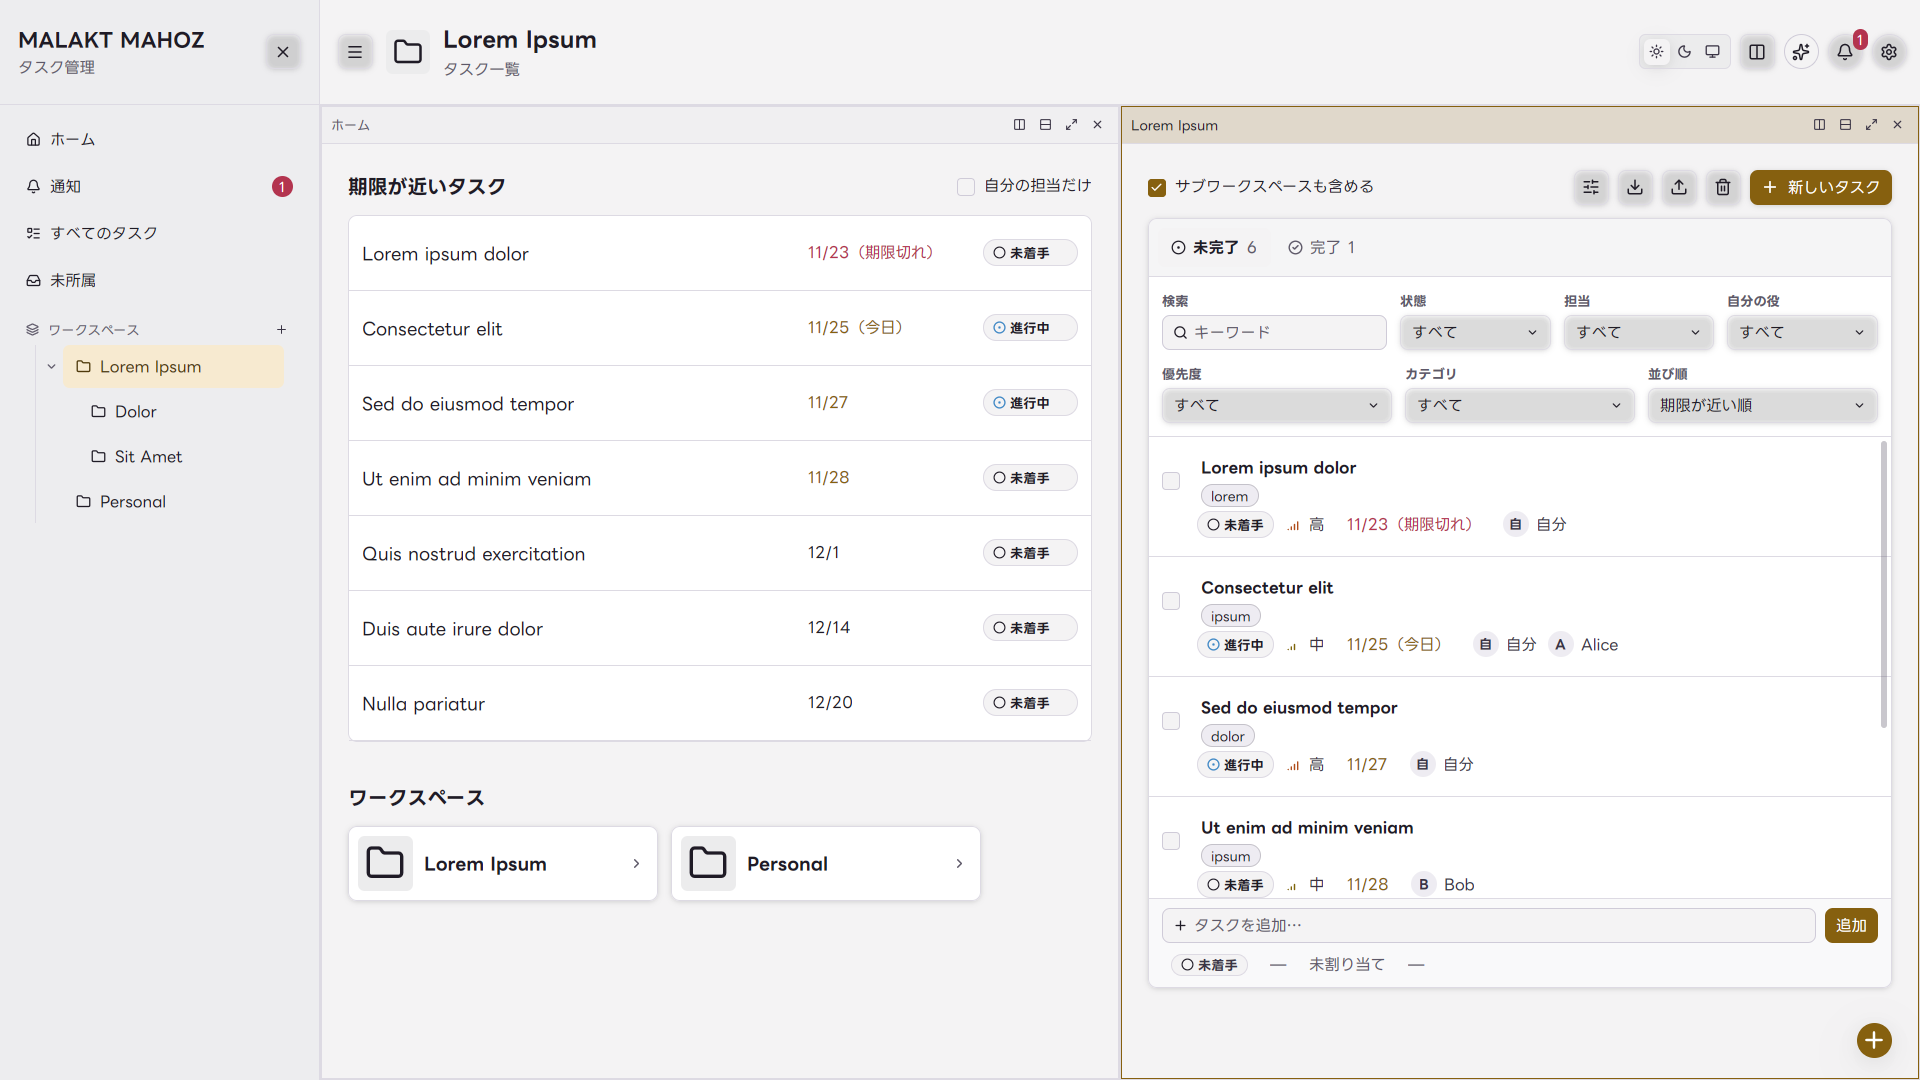 MALAKT MAHOZ
タスク管理
ホーム
通知
1
すべてのタスク
未所属
ワークスペース
Lorem Ipsum
Dolor
Sit Amet
Personal
Lorem Ipsum
タスク一覧
1
ホーム
期限が近いタスク
自分の担当だけ
Lorem ipsum dolor
11/23（期限切れ）
未着手
Consectetur elit
11/25（今日）
進行中
Sed do eiusmod tempor
11/27
進行中
Ut enim ad minim veniam
11/28
未着手
Quis nostrud exercitation
12/1
未着手
Duis aute irure dolor
12/14
未着手
Nulla pariatur
12/20
未着手
ワークスペース
Lorem Ipsum
Personal
Lorem Ipsum
サブワークスペースも含める
新しいタスク
未完了 6
完了 1
検索
キーワード
状態
すべて
担当
すべて
自分の役
すべて
優先度
すべて
カテゴリ
すべて
並び順
期限が近い順
Lorem ipsum dolor
lorem
未着手 高 11/23（期限切れ） 自 自分
Consectetur elit
ipsum
進行中 中 11/25（今日） 自 自分 A Alice
Sed do eiusmod tempor
dolor
進行中 高 11/27 自 自分
Ut enim ad minim veniam
ipsum
未着手 中 11/28 B Bob
タスクを追加…
追加
未着手 — 未割り当て —